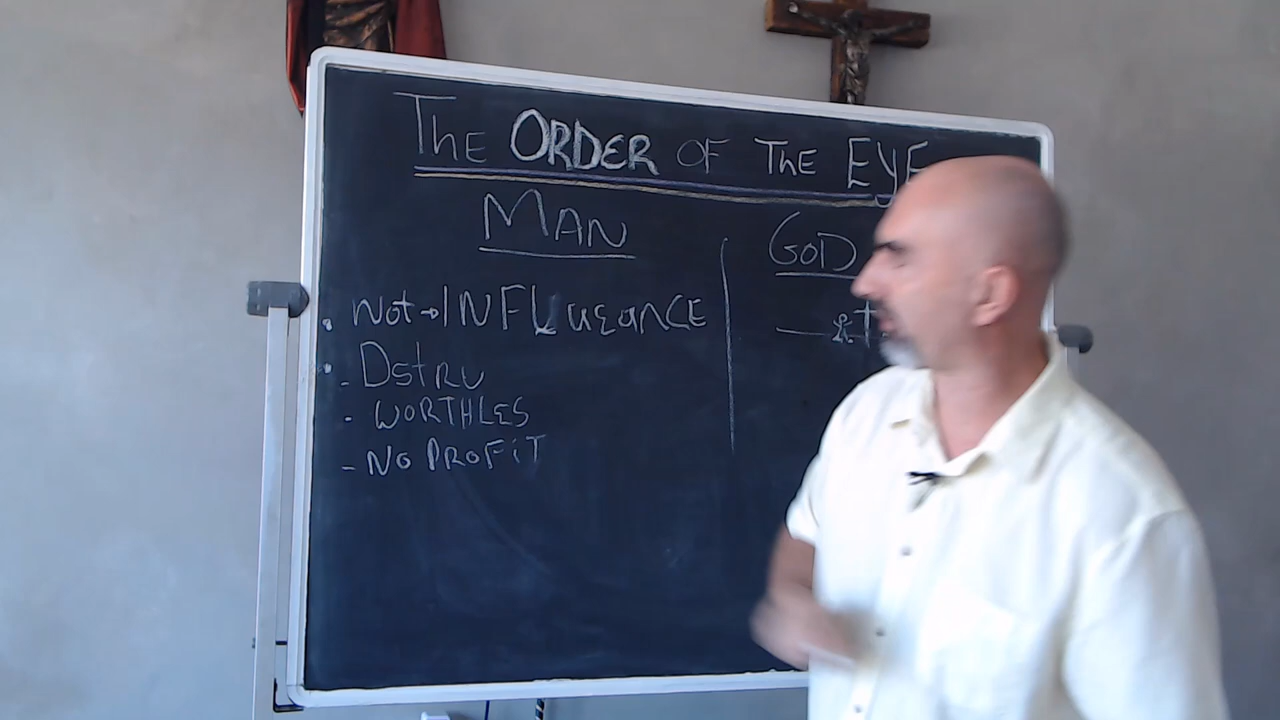 The ORDER OF The EYE
MAN
GOD
. Not → INFLUEANCE
. - DStRU
- WORTHLES
- NO PROFiT